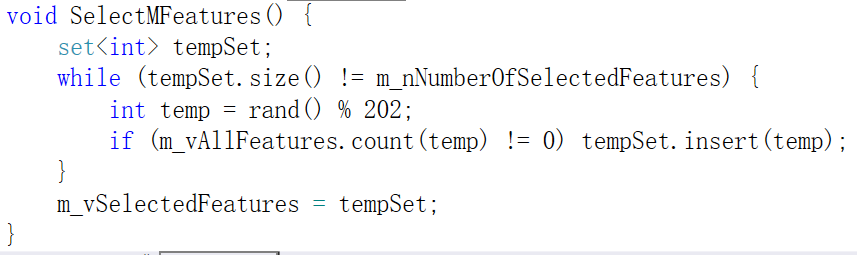 void SelectMFeatures() {
    set<int> tempSet;
    while (tempSet.size() != m_nNumberOfSelectedFeatures) {
        int temp = rand() % 202;
        if (m_vAllFeatures.count(temp) != 0) tempSet.insert(temp);
    }
    m_vSelectedFeatures = tempSet;
}